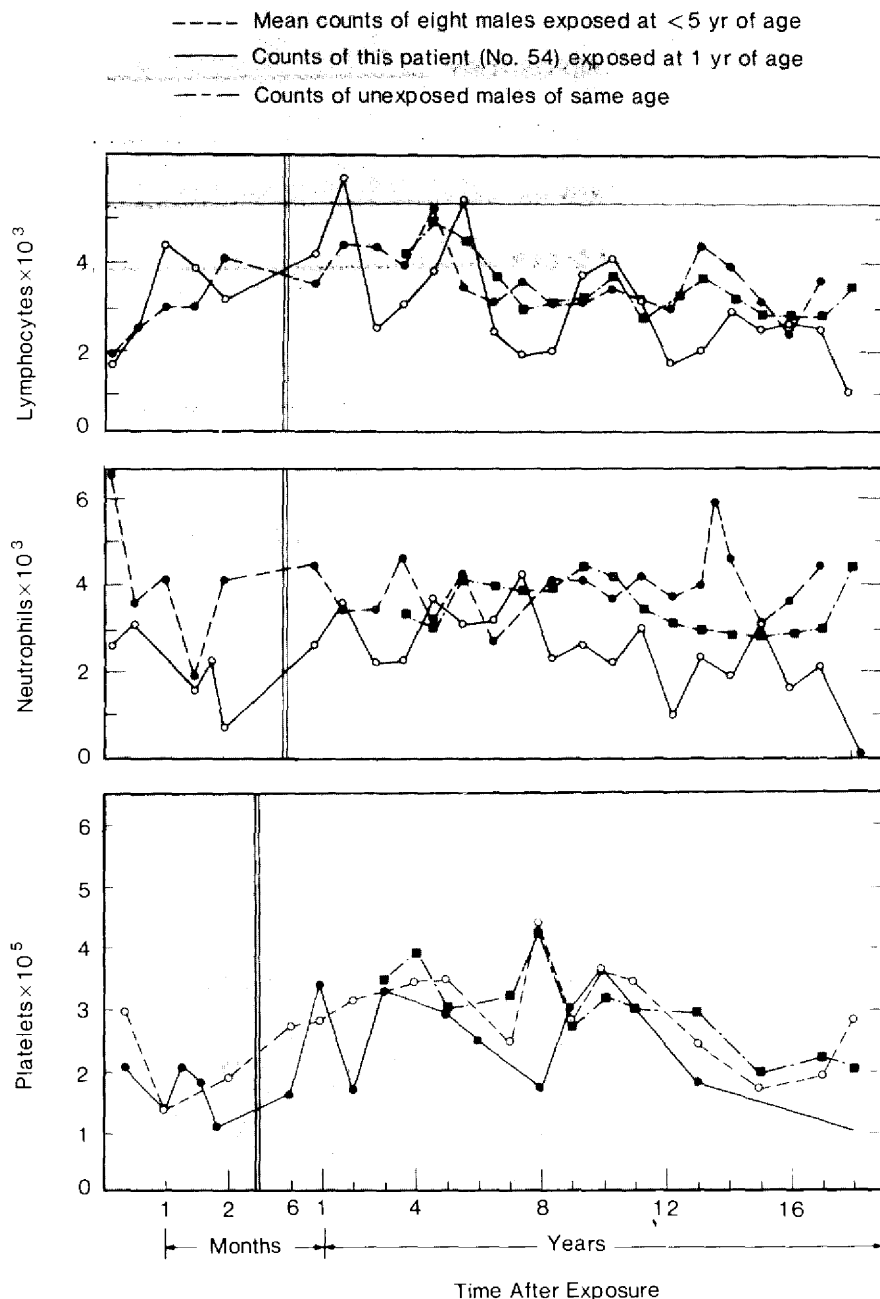 Mean counts of eight males exposed at <5 yr of age
Counts of this patient (No. 54) exposed at 1 yr of age
Counts of unexposed males of same age
Lymphocytes×10³
4
2
0
Neutrophils×10³
6
4
2
0
Platelets×10⁵
6
5
4
3
2
1
0
1 2 6 1 4 8 12 16
Months Years
Time After Exposure